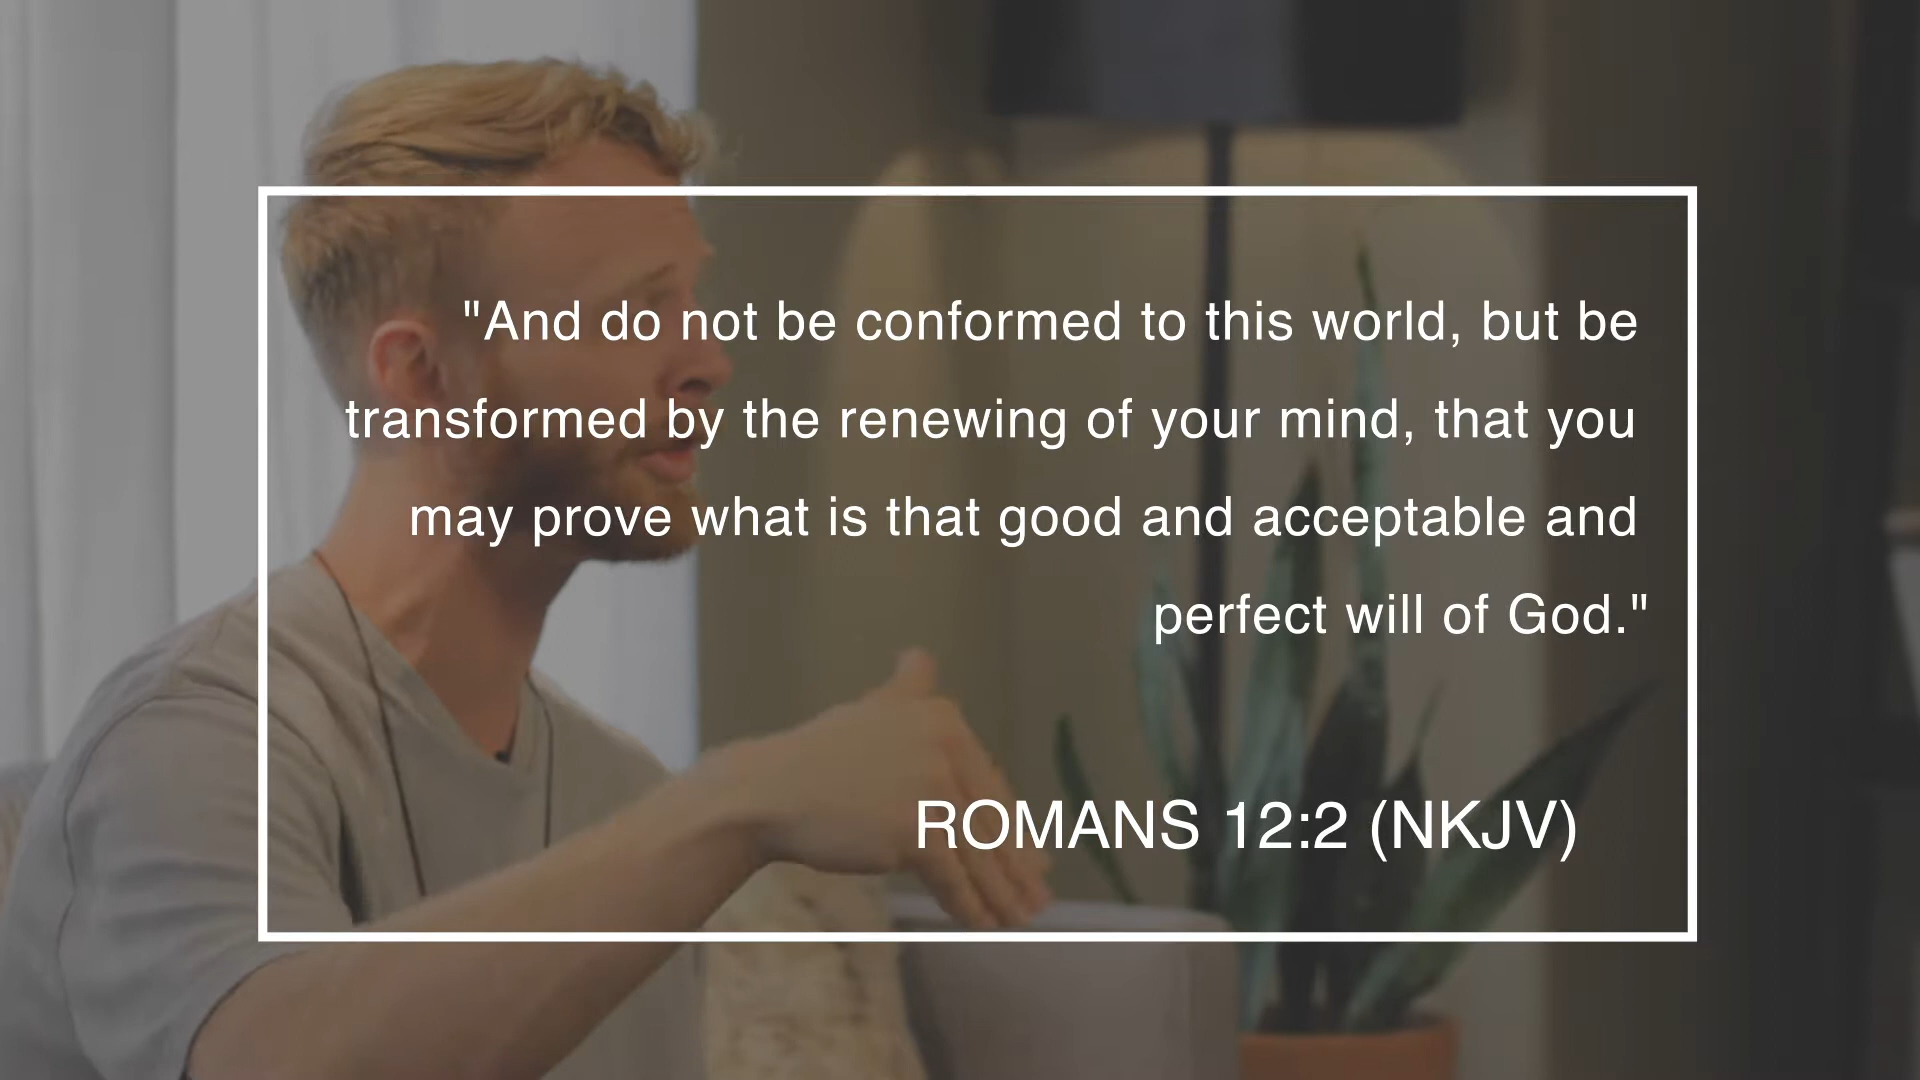 "And do not be conformed to this world, but be
transformed by the renewing of your mind, that you
may prove what is that good and acceptable and
perfect will of God."
ROMANS 12:2 (NKJV)